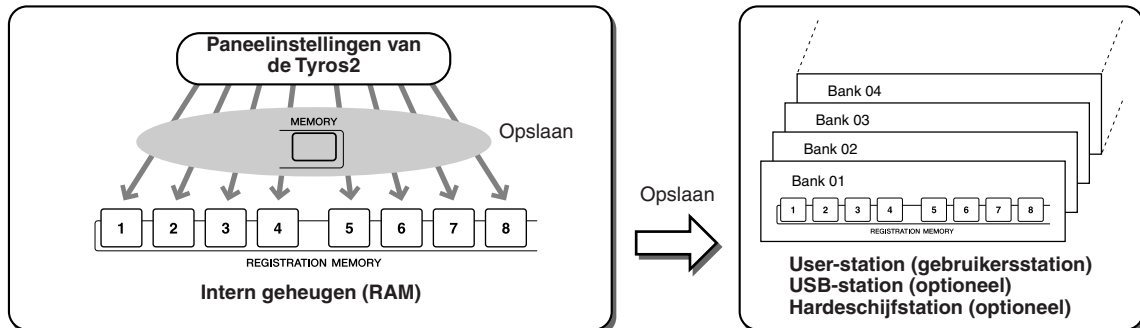 Paneelinstellingen van
de Tyros2
MEMORY
Opslaan
1 2 3 4 5 6 7 8
REGISTRATION MEMORY
Intern geheugen (RAM)
Opslaan
Bank 04
Bank 03
Bank 02
Bank 01
1 2 3 4 5 6 7 8
REGISTRATION MEMORY
User-station (gebruikersstation)
USB-station (optioneel)
Hardeschijfstation (optioneel)